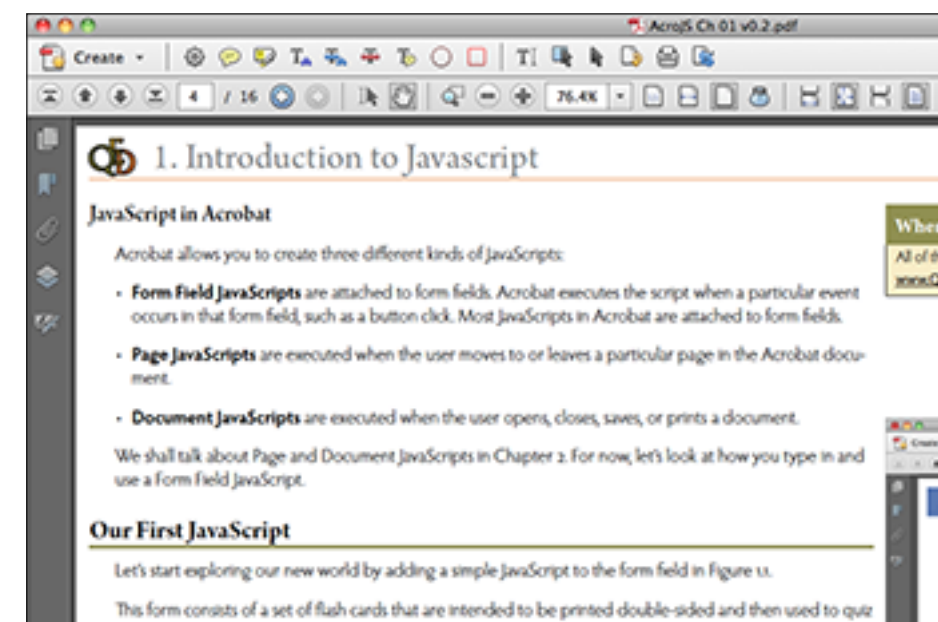 AcroJS Ch 01 v0.2.pdf
Create
4 / 16
76.4%
1. Introduction to Javascript
JavaScript in Acrobat
Acrobat allows you to create three different kinds of JavaScripts:
• Form Field JavaScripts are attached to form fields. Acrobat executes the script when a particular event
occurs in that form field, such as a button click. Most JavaScripts in Acrobat are attached to form fields.
• Page JavaScripts are executed when the user moves to or leaves a particular page in the Acrobat docu-
ment.
• Document JavaScripts are executed when the user opens, closes, saves, or prints a document.
We shall talk about Page and Document JavaScripts in Chapter 2. For now, let's look at how you type in and
use a Form Field JavaScript.
Our First JavaScript
Let's start exploring our new world by adding a simple JavaScript to the form field in Figure 1.1.
This form consists of a set of flash cards that are intended to be printed double-sided and then used to quiz
All of